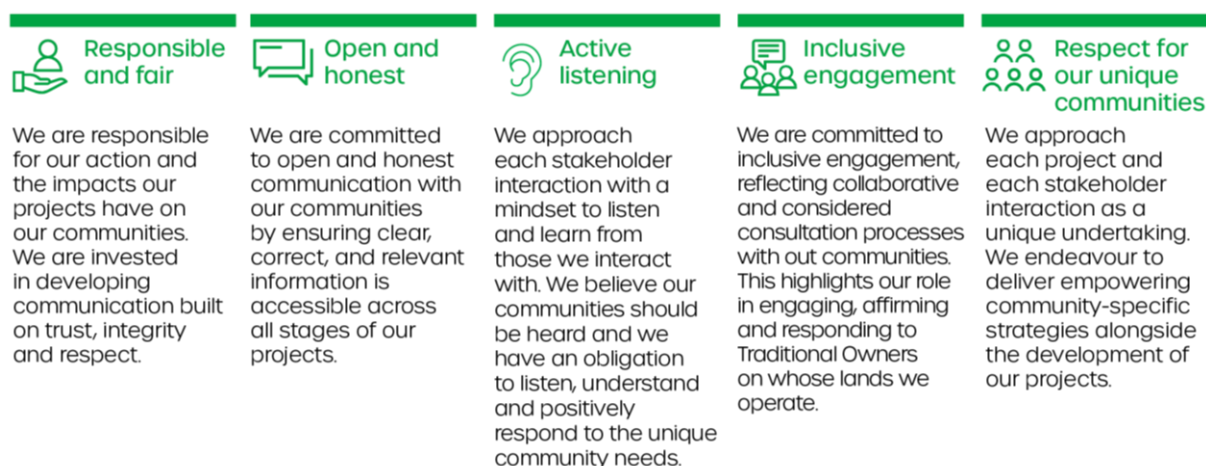 Responsible
and fair
We are responsible
for our action and
the impacts our
projects have on
our communities.
We are invested
in developing
communication built
on trust, integrity
and respect.
Open and
honest
We are committed
to open and honest
communication with
our communities
by ensuring clear,
correct, and relevant
information is
accessible across
all stages of our
projects.
Active
listening
We approach
each stakeholder
interaction with a
mindset to listen
and learn from
those we interact
with. We believe our
communities should
be heard and we
have an obligation
to listen, understand
and positively
respond to the unique
community needs.
Inclusive
engagement
We are committed to
inclusive engagement,
reflecting collaborative
and considered
consultation processes
with out communities.
This highlights our role
in engaging, affirming
and responding to
Traditional Owners
on whose lands we
operate.
Respect for
our unique
communities
We approach
each project and
each stakeholder
interaction as a
unique undertaking.
We endeavour to
deliver empowering
community-specific
strategies alongside
the development of
our projects.